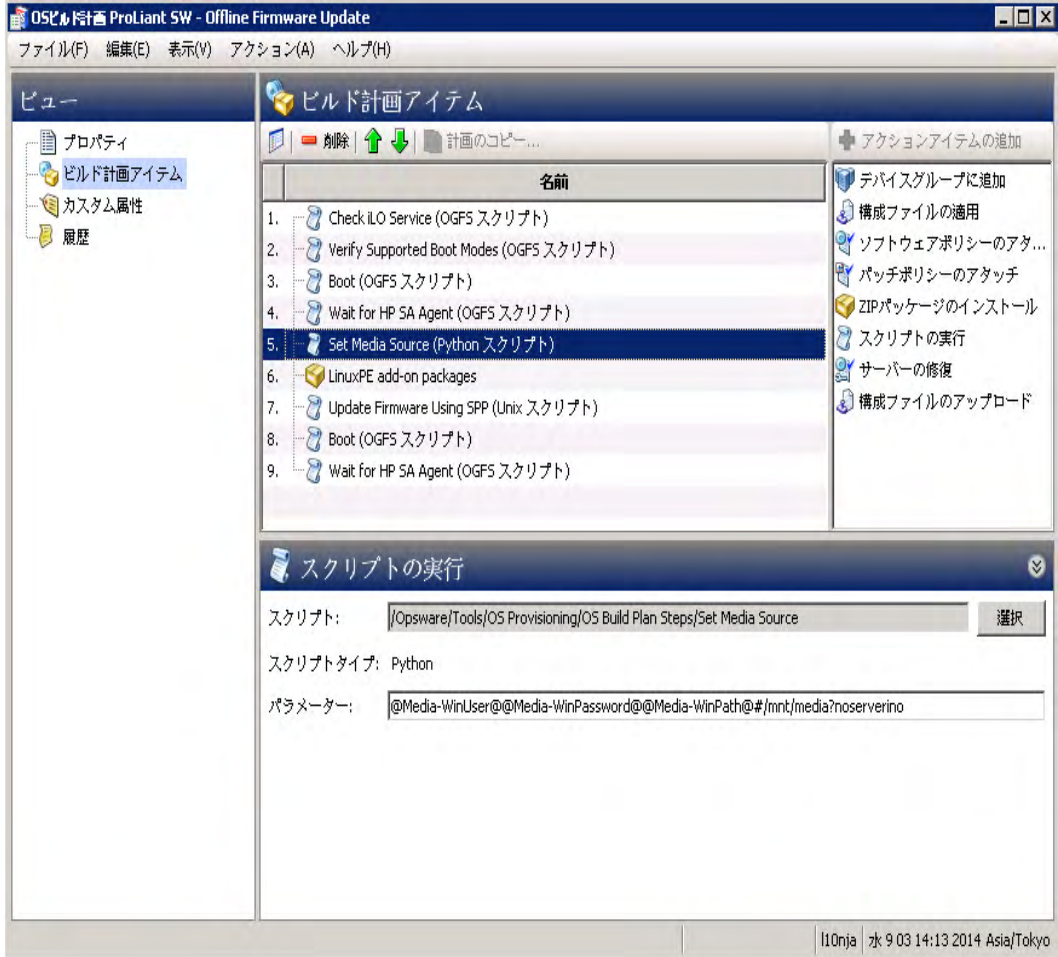 OSビルド計画 ProLiant SW - Offline Firmware Update
ファイル(F) 編集(E) 表示(V) アクション(A) ヘルプ(H)
ビュー
プロパティ
ビルド計画アイテム
カスタム属性
履歴
ビルド計画アイテム
削除 計画のコピー...
名前
1. Check iLO Service (OGFS スクリプト)
2. Verify Supported Boot Modes (OGFS スクリプト)
3. Boot (OGFS スクリプト)
4. Wait for HP SA Agent (OGFS スクリプト)
5. Set Media Source (Python スクリプト)
6. LinuxPE add-on packages
7. Update Firmware Using SPP (Unix スクリプト)
8. Boot (OGFS スクリプト)
9. Wait for HP SA Agent (OGFS スクリプト)
アクションアイテムの追加
デバイスグループに追加
構成ファイルの適用
ソフトウェアポリシーのアタ...
パッチポリシーのアタッチ
ZIPパッケージのインストール
スクリプトの実行
サーバーの修復
構成ファイルのアップロード
スクリプトの実行
スクリプト: /Opsware/Tools/OS Provisioning/OS Build Plan Steps/Set Media Source 選択
スクリプトタイプ: Python
パラメーター: @Media-WinUser@@Media-WinPassword@@Media-WinPath@#/mnt/media?noserverino
l10nja 水 9 03 14:13 2014 Asia/Tokyo